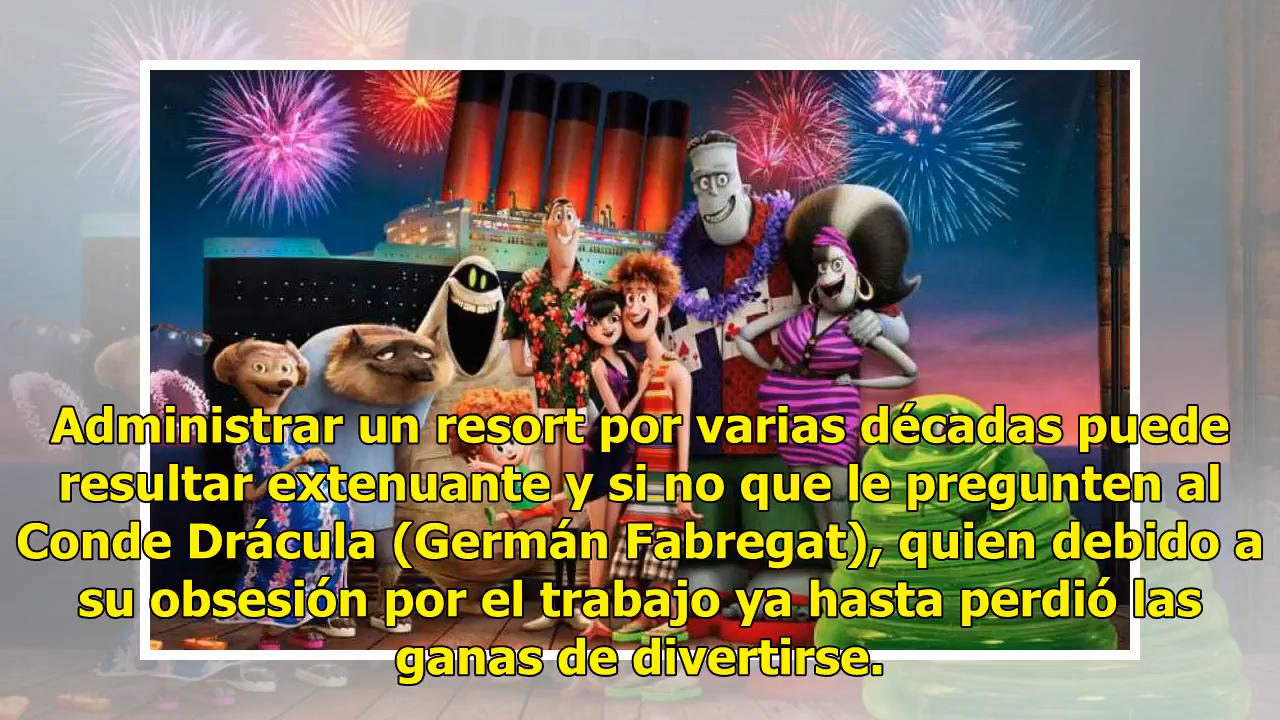 Administrar un resort por varias décadas puede
resultar extenuante y si no que le pregunten al
Conde Drácula (Germán Fabregat), quien debido a
su obsesión por el trabajo ya hasta perdió las
ganas de divertirse.